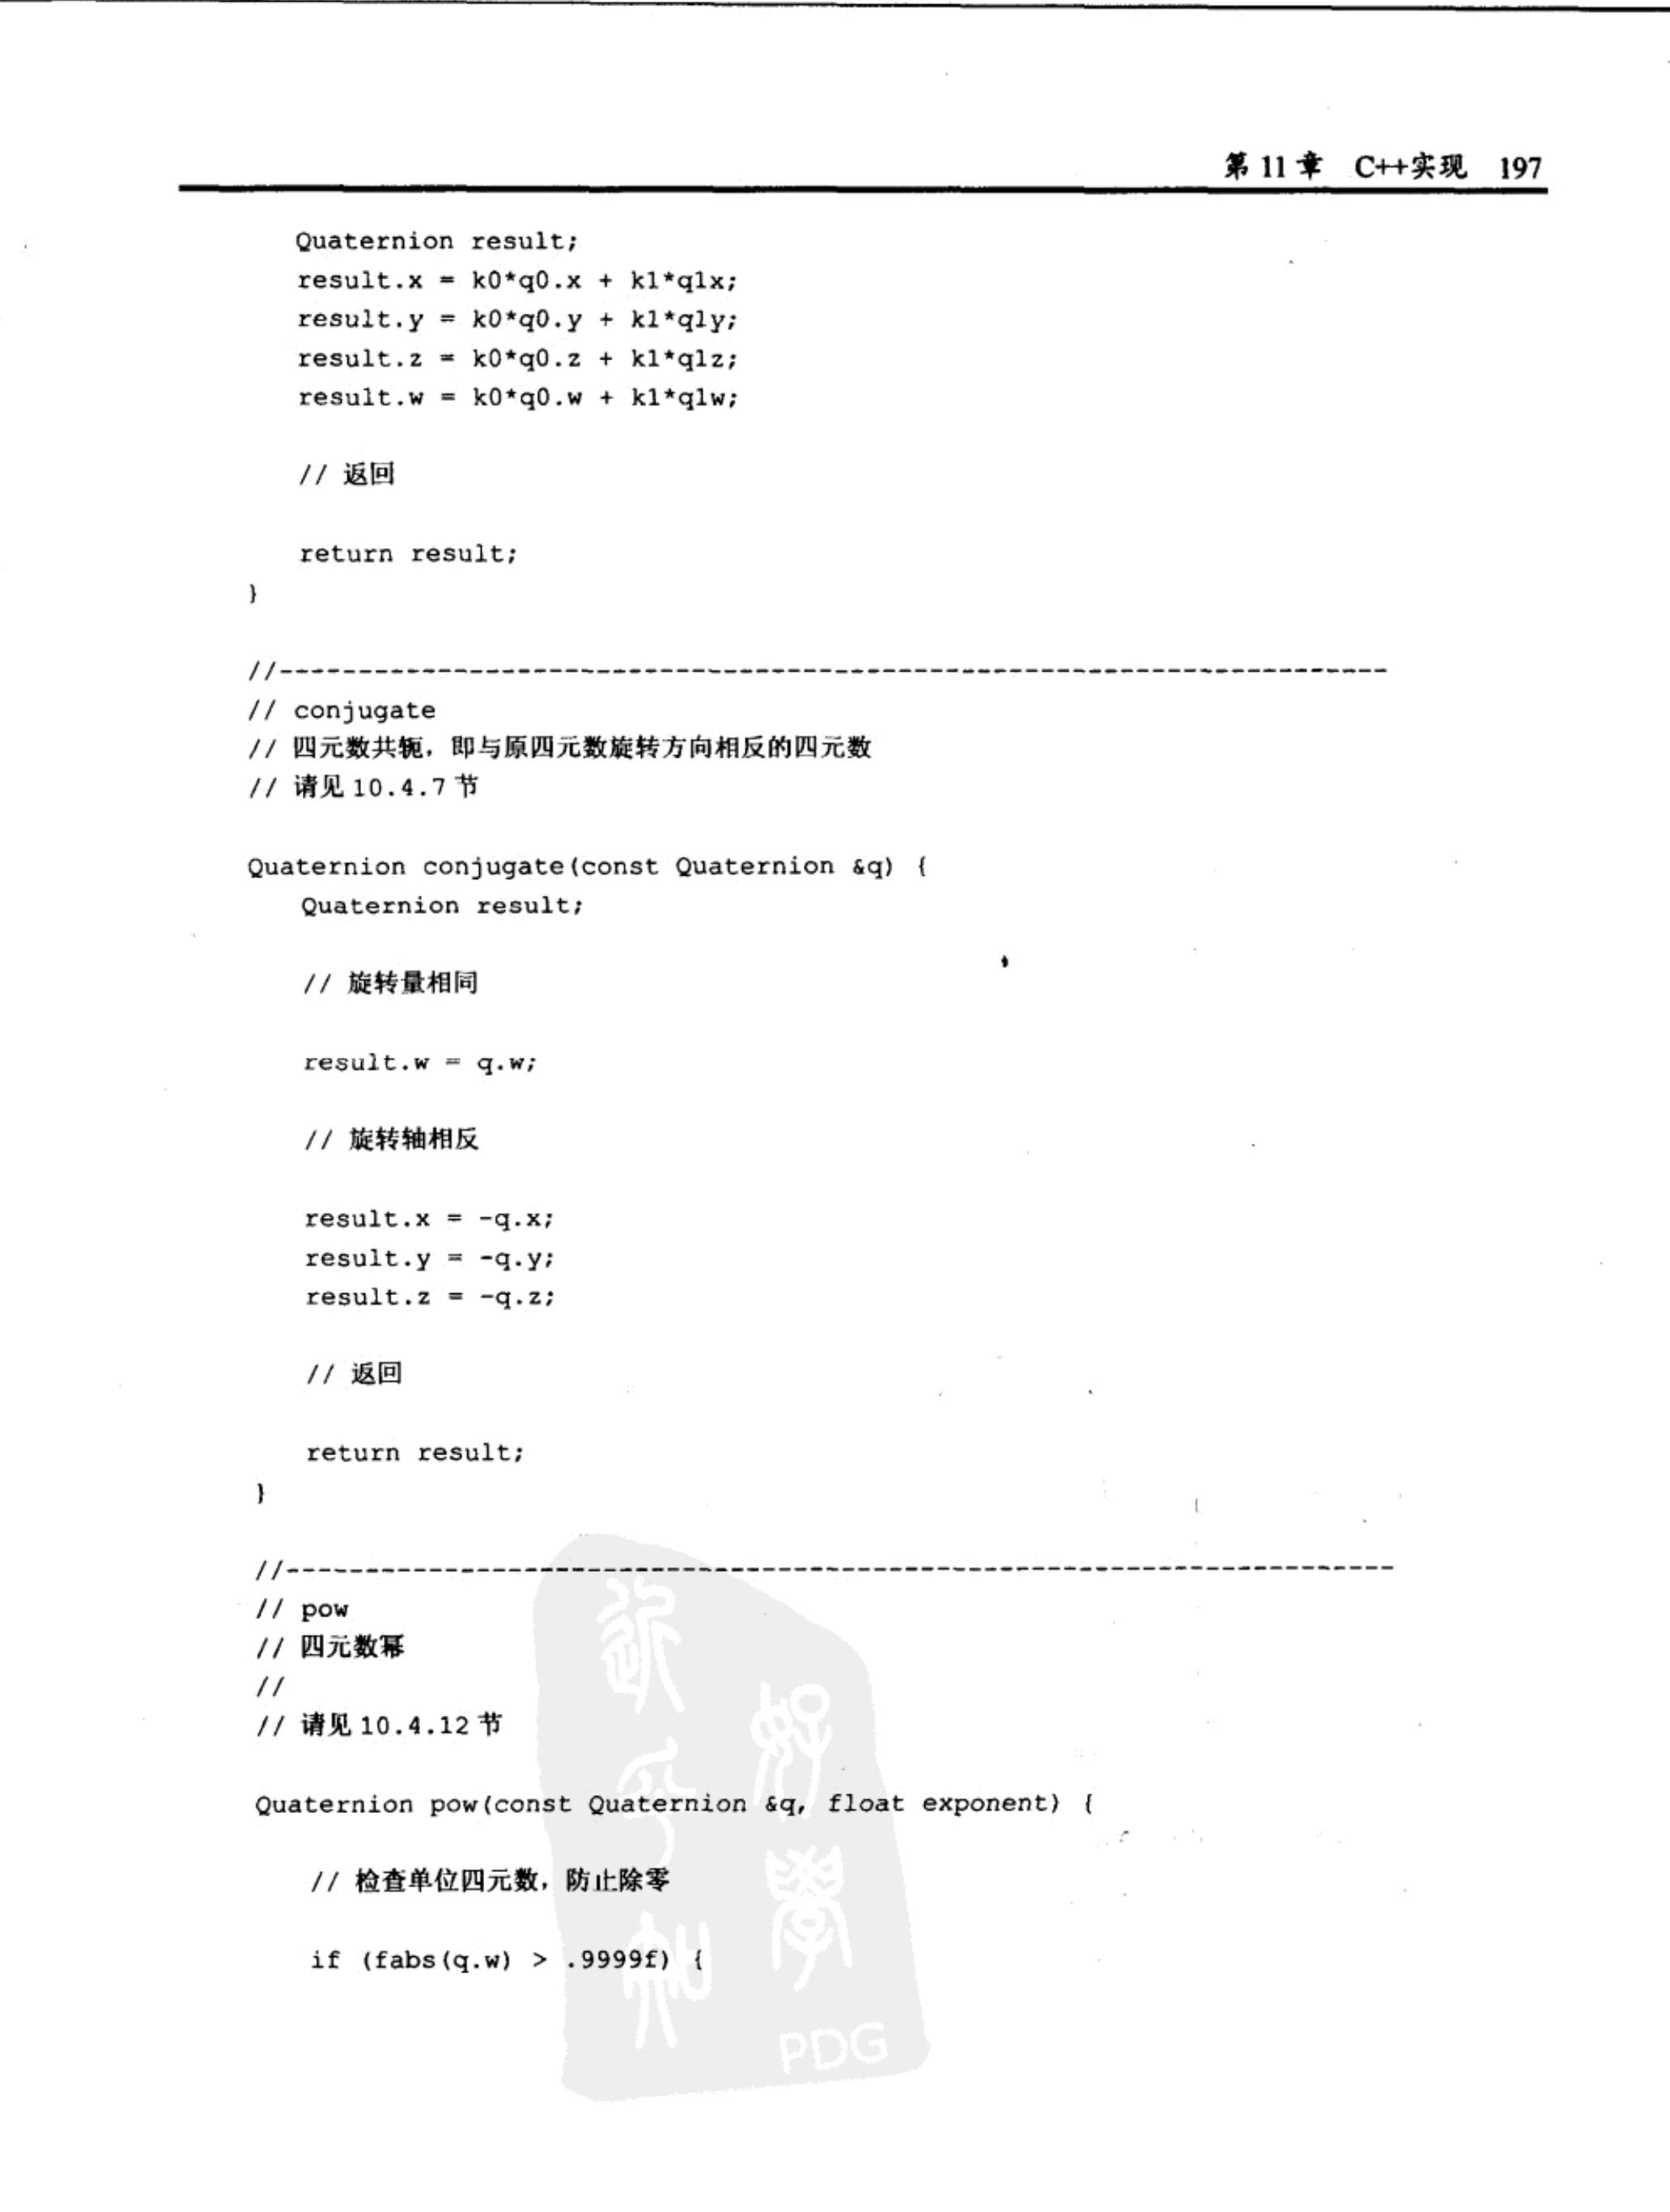 第 11 章 C++实现 197
Quaternion result;
result.x = k0*q0.x + k1*q1x;
result.y = k0*q0.y + k1*q1y;
result.z = k0*q0.z + k1*q1z;
result.w = k0*q0.w + k1*q1w;
// 返回
return result;
}
//----------------------------------------------------------------------
// conjugate
// 四元数共轭，即与原四元数旋转方向相反的四元数
// 请见 10.4.7 节
Quaternion conjugate(const Quaternion &q) {
Quaternion result;
// 旋转量相同
result.w = q.w;
// 旋转轴相反
result.x = -q.x;
result.y = -q.y;
result.z = -q.z;
// 返回
return result;
}
//----------------------------------------------------------------------
// pow
// 四元数幂
//
// 请见 10.4.12 节
Quaternion pow(const Quaternion &q, float exponent) {
// 检查单位四元数，防止除零
if (fabs(q.w) > .9999f) {
PDG